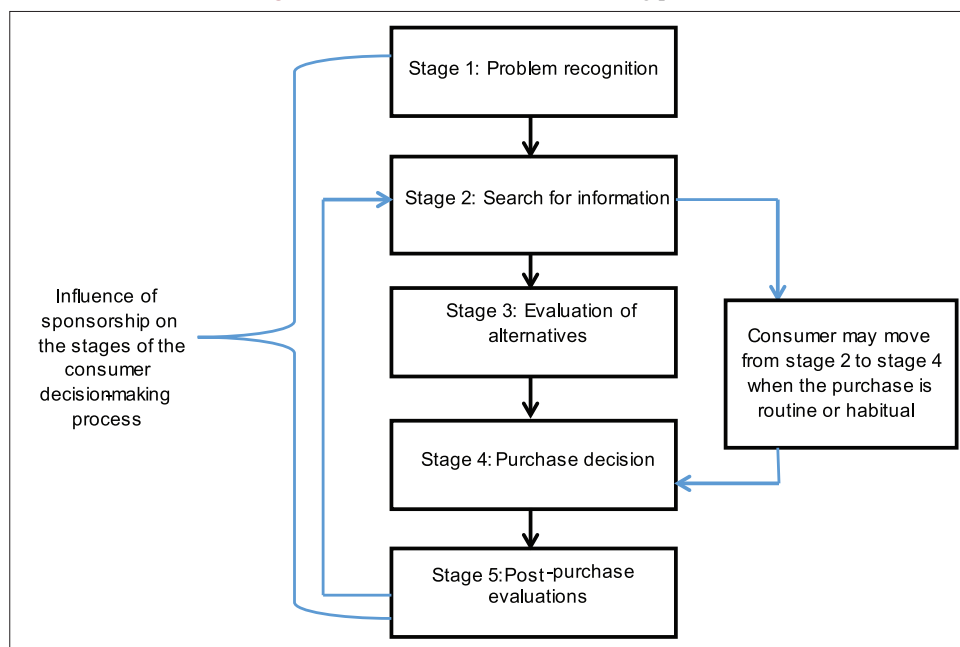 Stage 1: Problem recognition
Stage 2: Search for information
Stage 3: Evaluation of
alternatives
Stage 4: Purchase decision
Stage 5:Post-purchase
evaluations
Influence of
sponsorship on
the stages of the
consumer
decision-making
process
Consumer may move
from stage 2 to stage 4
when the purchase is
routine or habitual